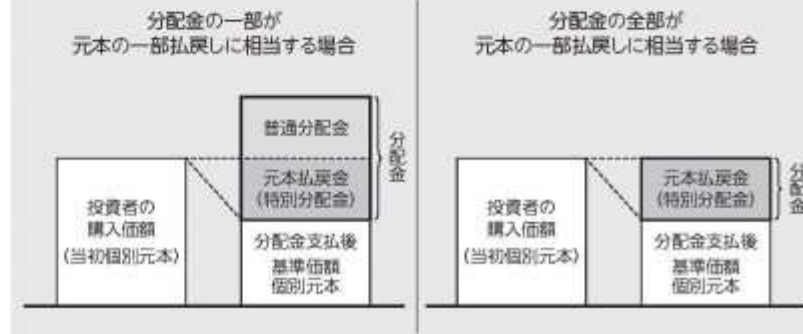 分配金の一部が
元本の一部払戻しに相当する場合
普通分配金
元本払戻金
(特別分配金)
分配金
投資者の
購入価額
(当初個別元本)
分配金支払後
基準価額
個別元本
分配金の全部が
元本の一部払戻しに相当する場合
元本払戻金
(特別分配金)
分配金
投資者の
購入価額
(当初個別元本)
分配金支払後
基準価額
個別元本